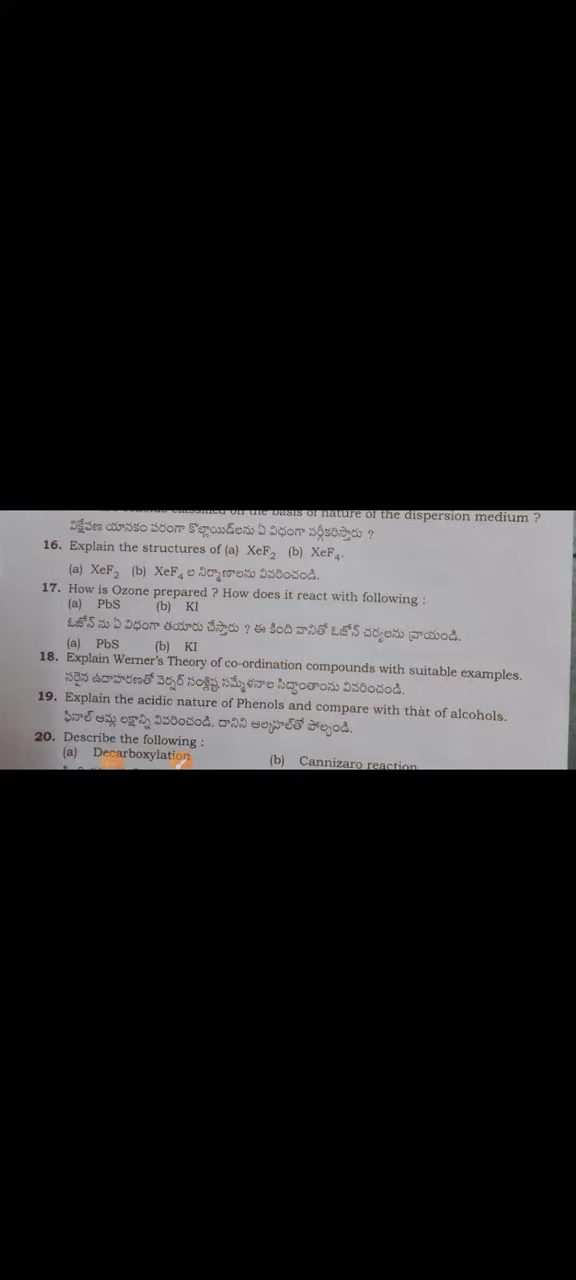 classified on the basis of nature of the dispersion medium ?
విక్షేపణ యానకం పరంగా కొల్లాయిడ్‌లను ఏ విధంగా వర్గీకరిస్తారు ?
16. Explain the structures of (a) XeF₂ (b) XeF₄.
(a) XeF₂ (b) XeF₄ ల నిర్మాణాలను వివరించండి.
17. How is Ozone prepared ? How does it react with following :
(a) PbS (b) KI
ఓజోన్ ను ఏ విధంగా తయారు చేస్తారు ? ఈ కింది వానితో ఓజోన్ చర్యలను వ్రాయండి.
(a) PbS (b) KI
18. Explain Werner's Theory of co-ordination compounds with suitable examples.
సరైన ఉదాహరణతో వెర్నర్ సంశ్లిష్ట సమ్మేళనాల సిద్ధాంతాంను వివరించండి.
19. Explain the acidic nature of Phenols and compare with that of alcohols.
ఫినాల్ ఆమ్ల లక్షాన్ని వివరించండి. దానిని ఆల్కహాల్‌తో పోల్చండి.
20. Describe the following :
(a) Decarboxylation (b) Cannizaro reaction